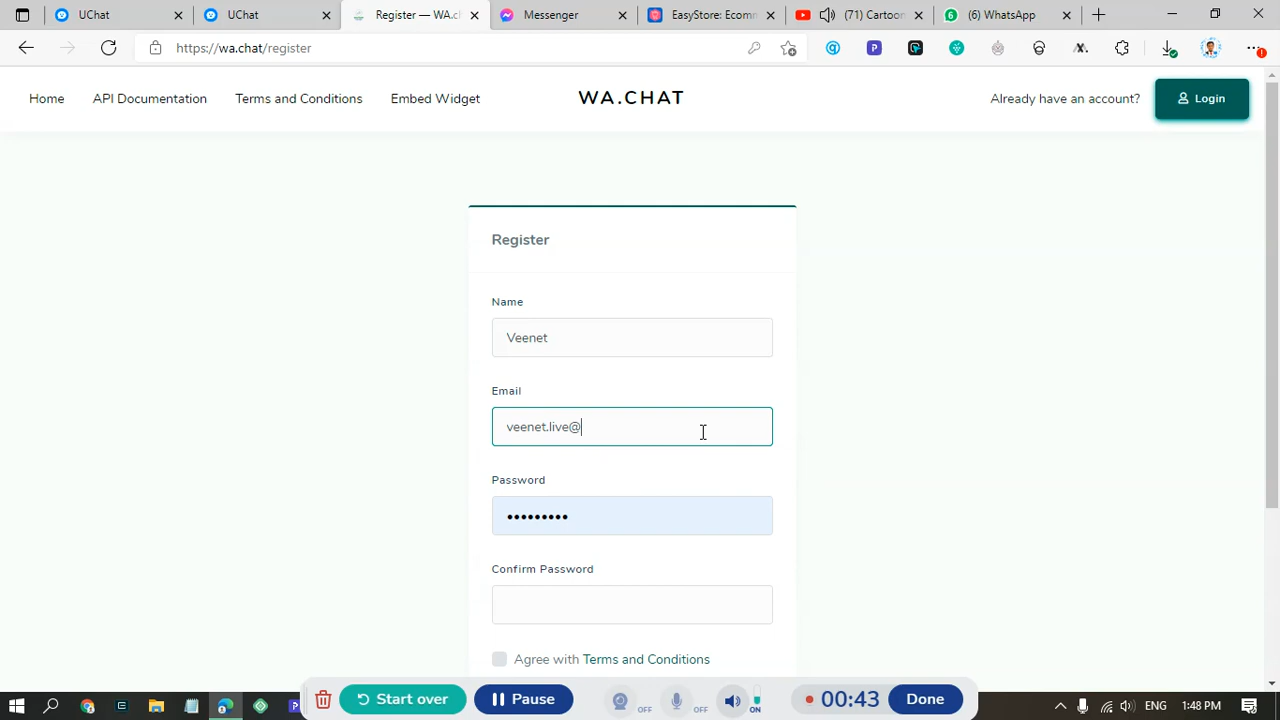 UChat
UChat
Register — WA.cl
Messenger
EasyStore: Ecomm
(71) Cartoon
(6) WhatsApp
https://wa.chat/register
Home
API Documentation
Terms and Conditions
Embed Widget
WA.CHAT
Already have an account?
Login
Register
Name
Veenet
Email
veenet.live@
Password
Confirm Password
Agree with Terms and Conditions
Start over
Pause
OFF
OFF
ON
00:43
Done
ENG
1:48 PM